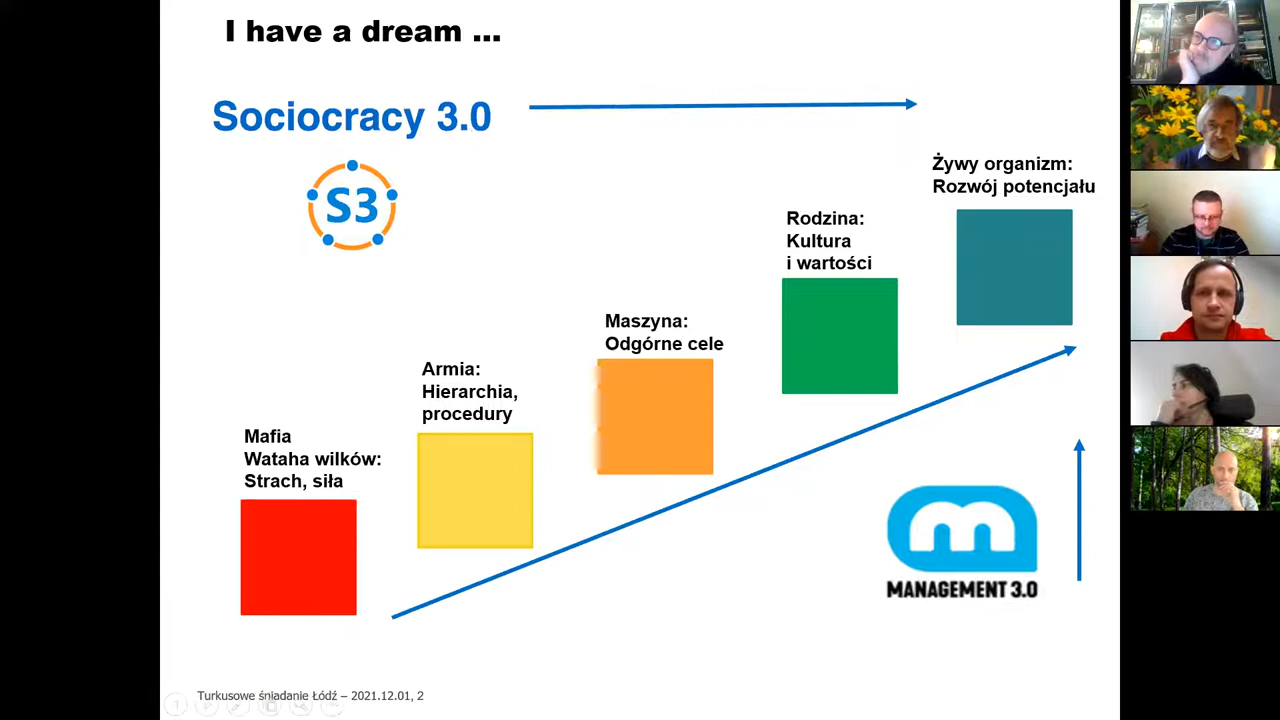 I have a dream ...
Sociocracy 3.0
S3
Żywy organizm:
Rozwój potencjału
Rodzina:
Kultura
i wartości
Maszyna:
Odgórne cele
Armia:
Hierarchia,
procedury
Mafia
Wataha wilków:
Strach, siła
m
MANAGEMENT 3.0
Turkusowe śniadanie Łódź – 2021.12.01, 2